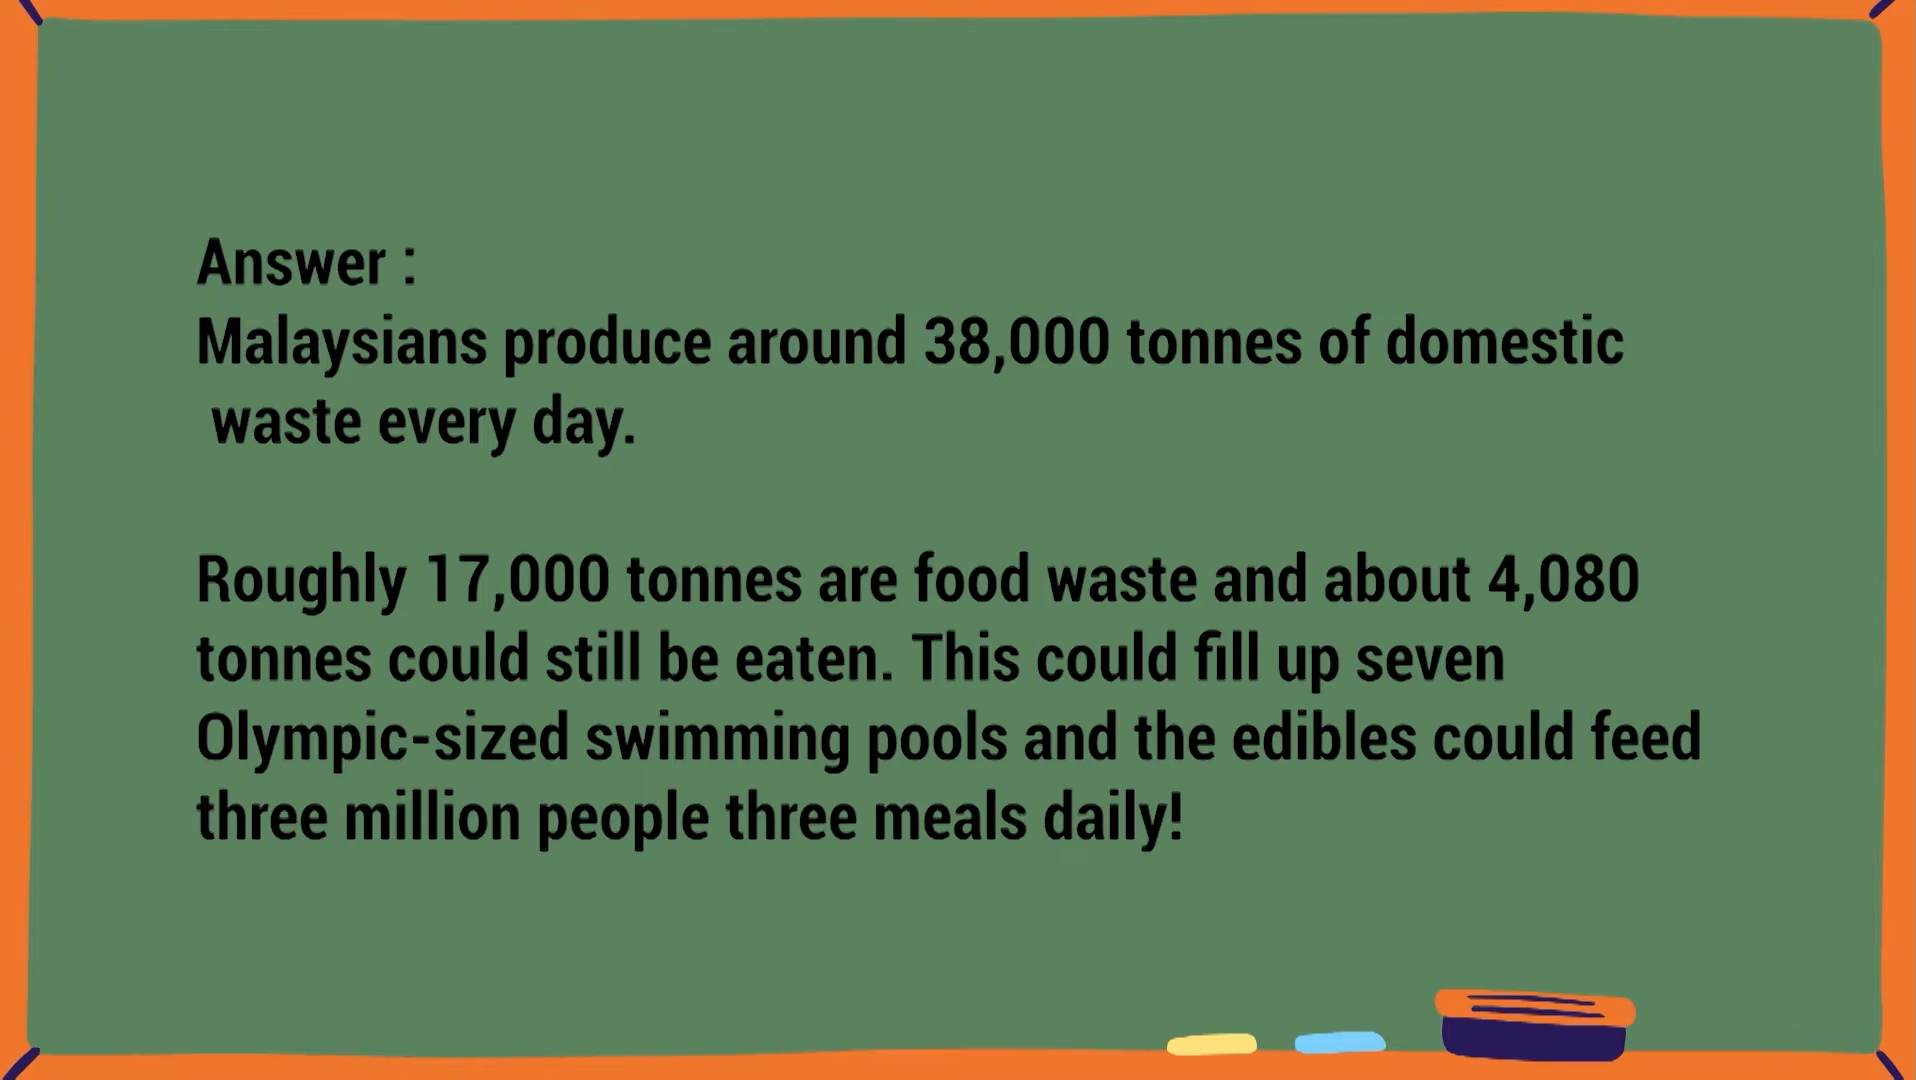 Answer :
Malaysians produce around 38,000 tonnes of domestic
waste every day.
Roughly 17,000 tonnes are food waste and about 4,080
tonnes could still be eaten. This could fill up seven
Olympic-sized swimming pools and the edibles could feed
three million people three meals daily!